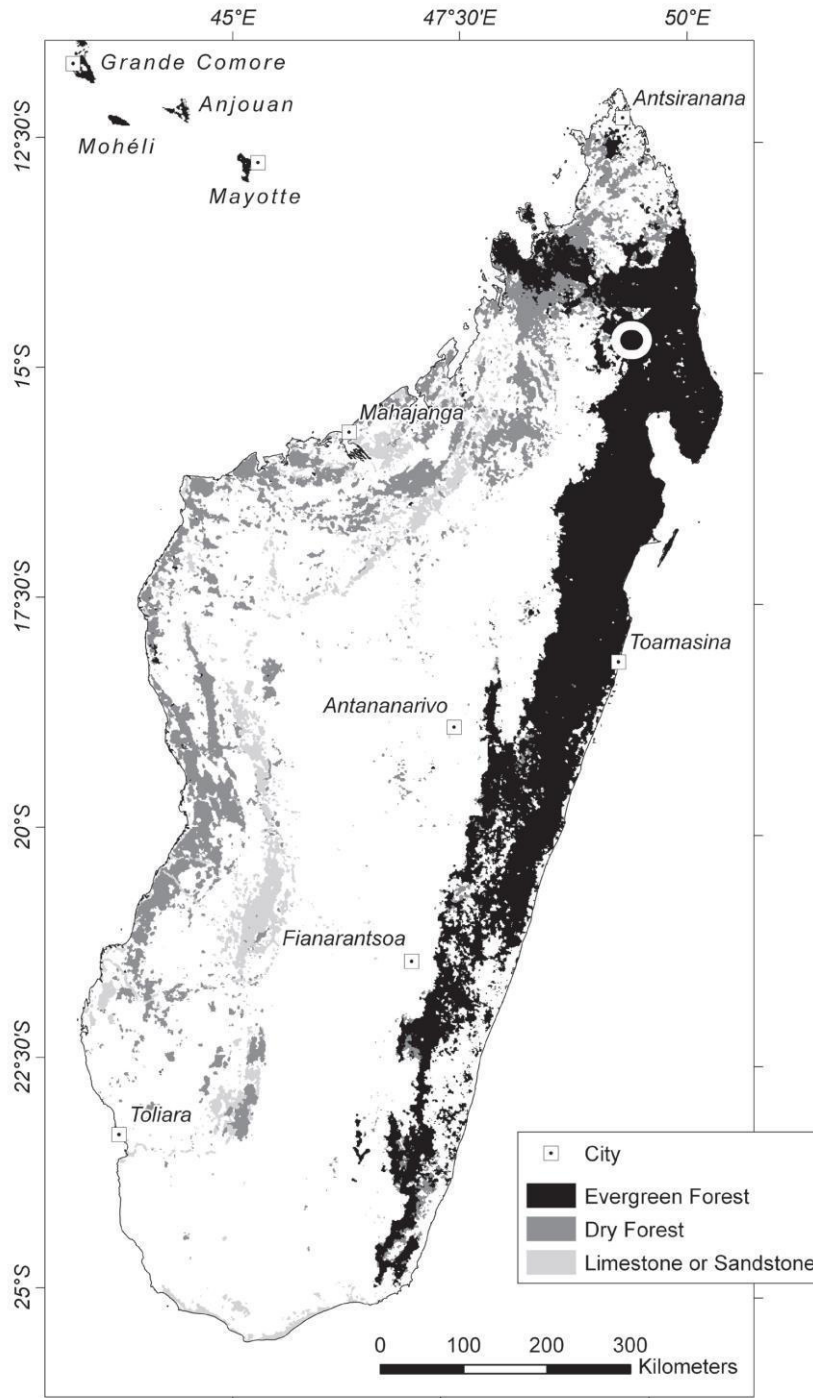 45°E 47°30'E 50°E
Grande Comore
Anjouan
Antsiranana
12°30'S
Mohéli
Mayotte
15°S
Mahajanga
17°30'S
Toamasina
Antananarivo
20°S
Fianarantsoa
22°30'S
Toliara
City
Evergreen Forest
Dry Forest
Limestone or Sandstone
25°S
0 100 200 300
Kilometers